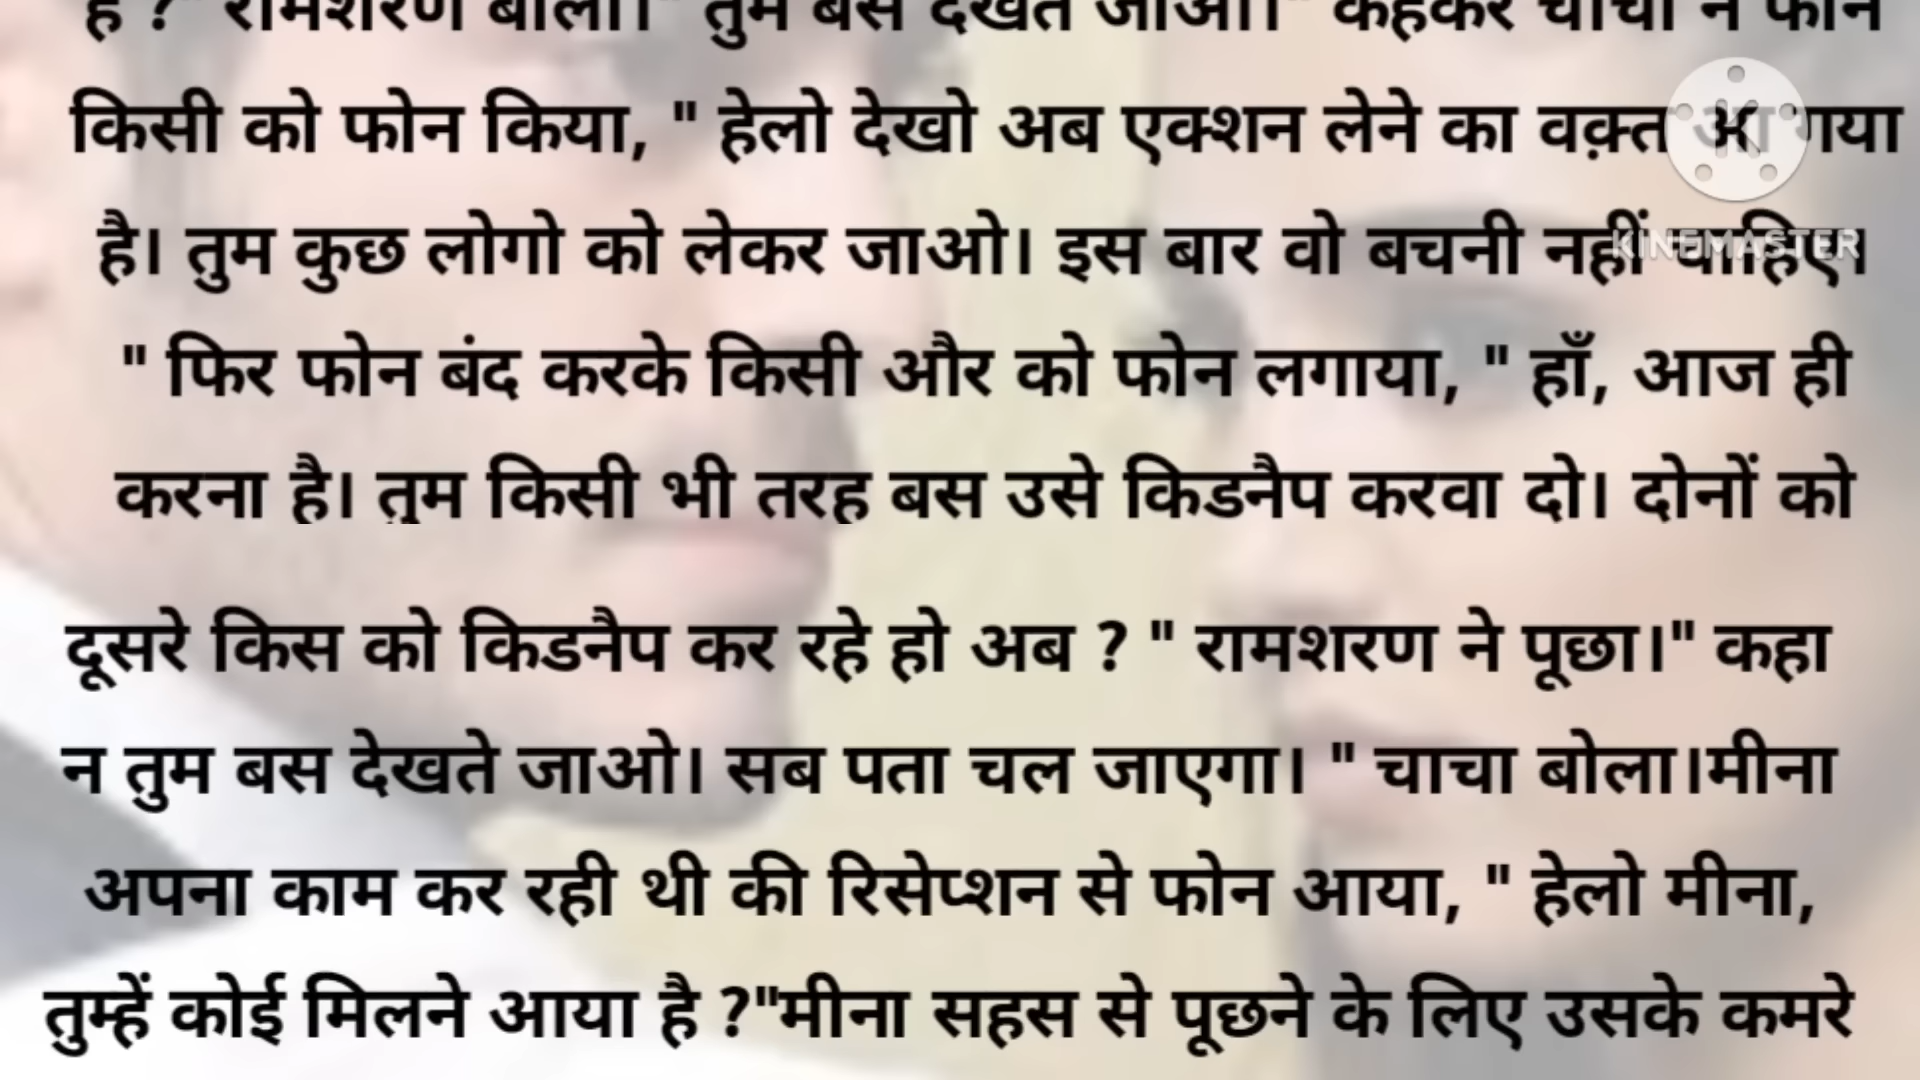 है ?" रामशरण बोला।" तुम बस देखते जाओ।" कहकर चाचा ने फोन
किसी को फोन किया, " हेलो देखो अब एक्शन लेने का वक़्त आ गया
है। तुम कुछ लोगो को लेकर जाओ। इस बार वो बचनी नहीं चाहिए।
" फिर फोन बंद करके किसी और को फोन लगाया, " हाँ, आज ही
करना है। तुम किसी भी तरह बस उसे किडनैप करवा दो। दोनों को
दूसरे किस को किडनैप कर रहे हो अब ? " रामशरण ने पूछा।" कहा
न तुम बस देखते जाओ। सब पता चल जाएगा। " चाचा बोला।मीना
अपना काम कर रही थी की रिसेप्शन से फोन आया, " हेलो मीना,
तुम्हें कोई मिलने आया है ?"मीना सहस से पूछने के लिए उसके कमरे
KINEMASTER